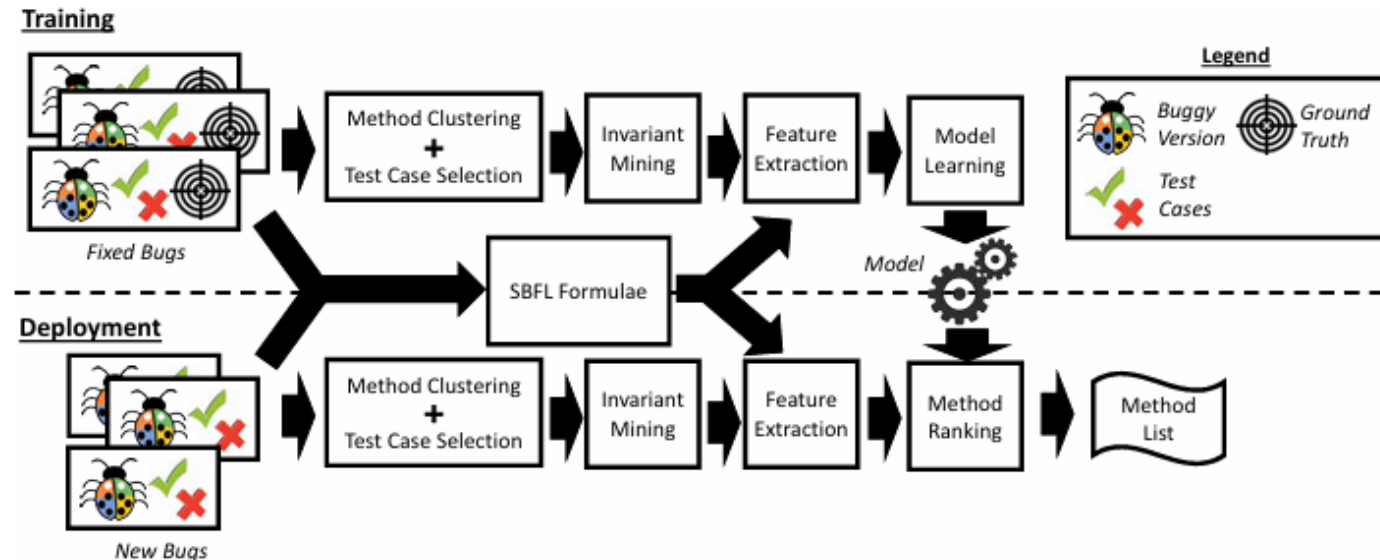 Training
Legend
Method Clustering
+
Test Case Selection
Invariant
Mining
Feature
Extraction
Model
Learning
Buggy
Version
Ground
Truth
Test
Cases
Fixed Bugs
SBFL Formulae
Model
Deployment
Method Clustering
+
Test Case Selection
Invariant
Mining
Feature
Extraction
Method
Ranking
Method
List
New Bugs